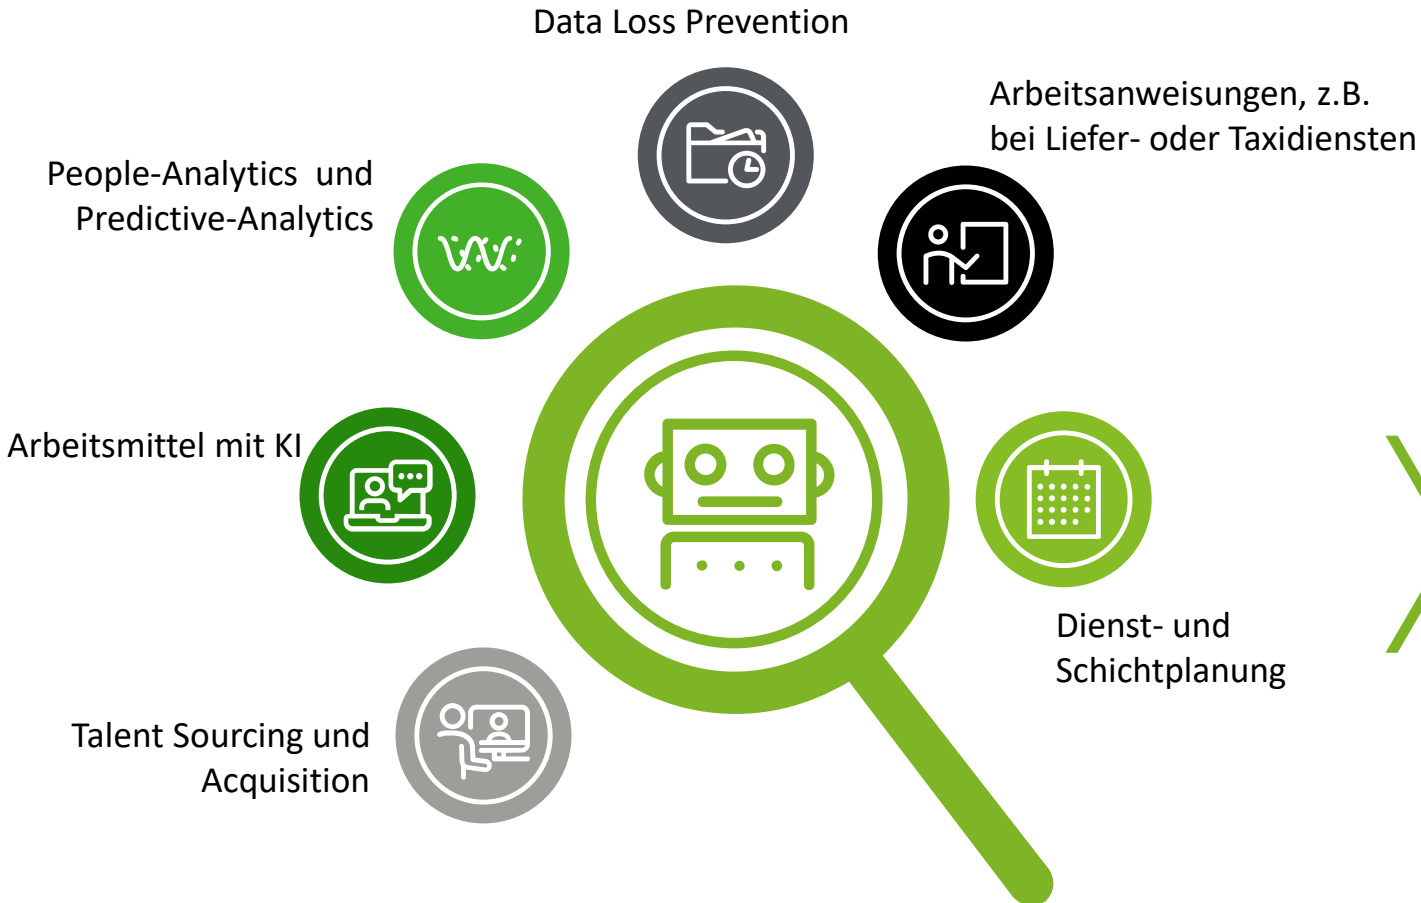 Data Loss Prevention
Arbeitsanweisungen, z.B.
bei Liefer- oder Taxidiensten
People-Analytics und
Predictive-Analytics
Arbeitsmittel mit KI
Dienst- und
Schichtplanung
Talent Sourcing und
Acquisition